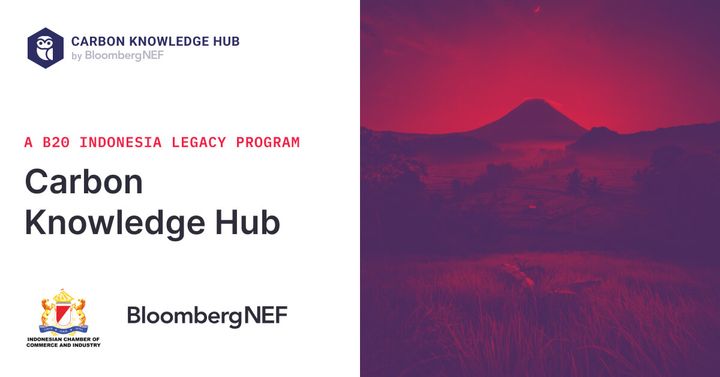 CARBON KNOWLEDGE HUB
by BloombergNEF
A B20 INDONESIA LEGACY PROGRAM
Carbon
Knowledge Hub
BloombergNEF
INDONESIAN CHAMBER OF
COMMERCE AND INDUSTRY